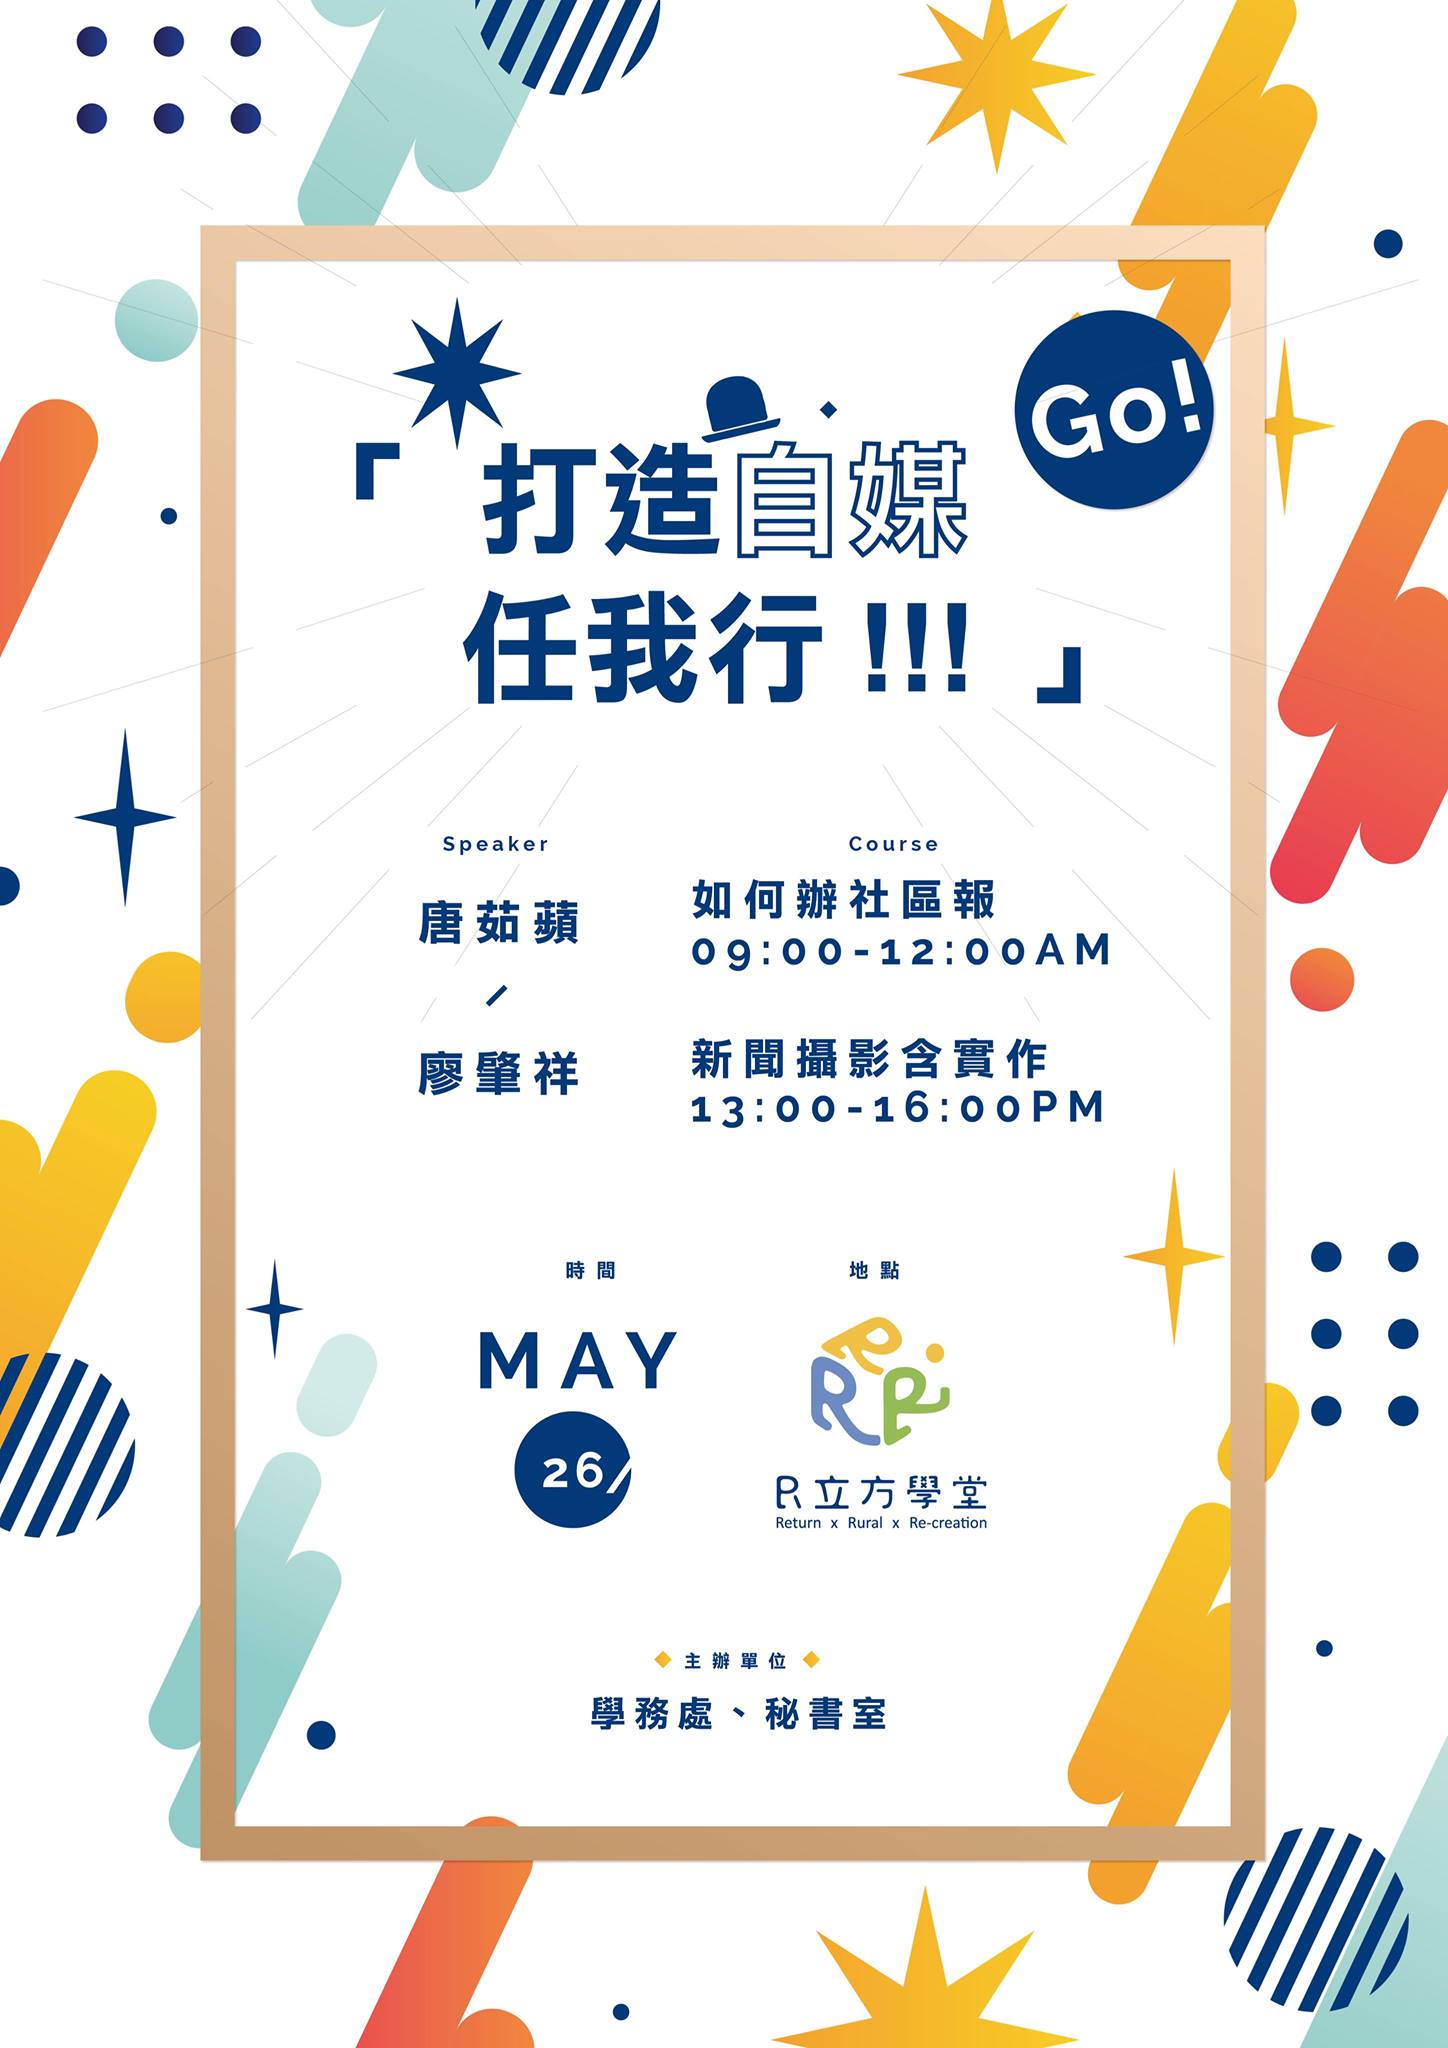 Go!
「打造自媒
任我行!!!」
Speaker
Course
唐茹蘋
/
廖肇祥
如何辦社區報
09:00-12:00AM
新聞攝影含實作
13:00-16:00PM
時間
MAY
26/
地點
RRR
R立方學堂
Return x Rural x Re-creation
主辦單位
學務處、秘書室